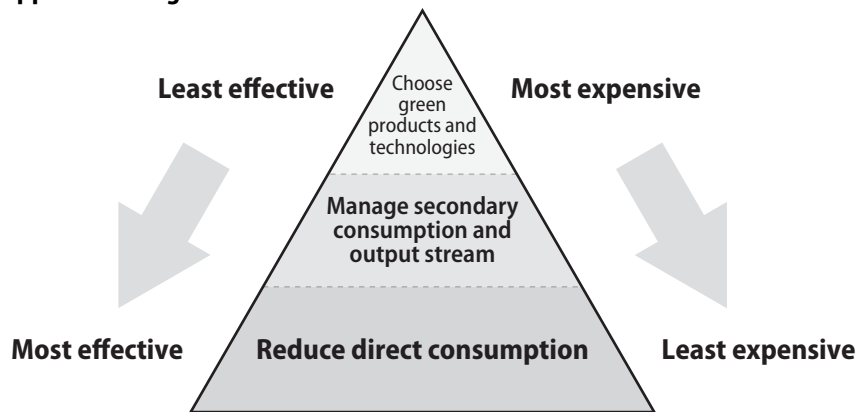 Least effective
Most expensive
Choose
green
products and
technologies
Manage secondary
consumption and
output stream
Most effective
Reduce direct consumption
Least expensive